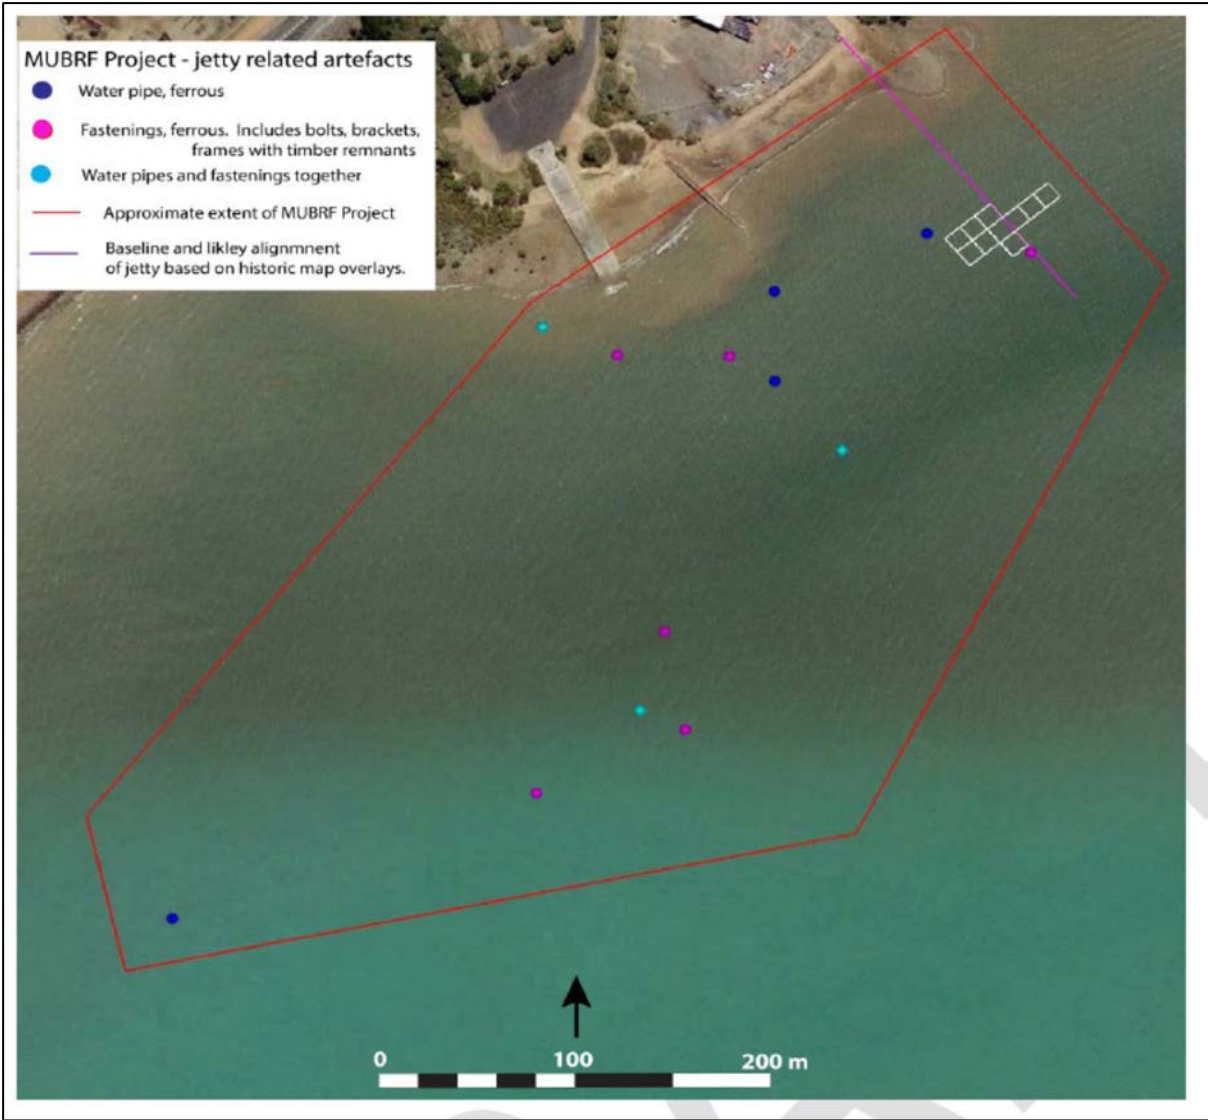 MUBRF Project - jetty related artefacts
Water pipe, ferrous
Fastenings, ferrous. Includes bolts, brackets,
frames with timber remnants
Water pipes and fastenings together
Approximate extent of MUBRF Project
Baseline and likley alignmnent
of jetty based on historic map overlays.
0 100 200 m